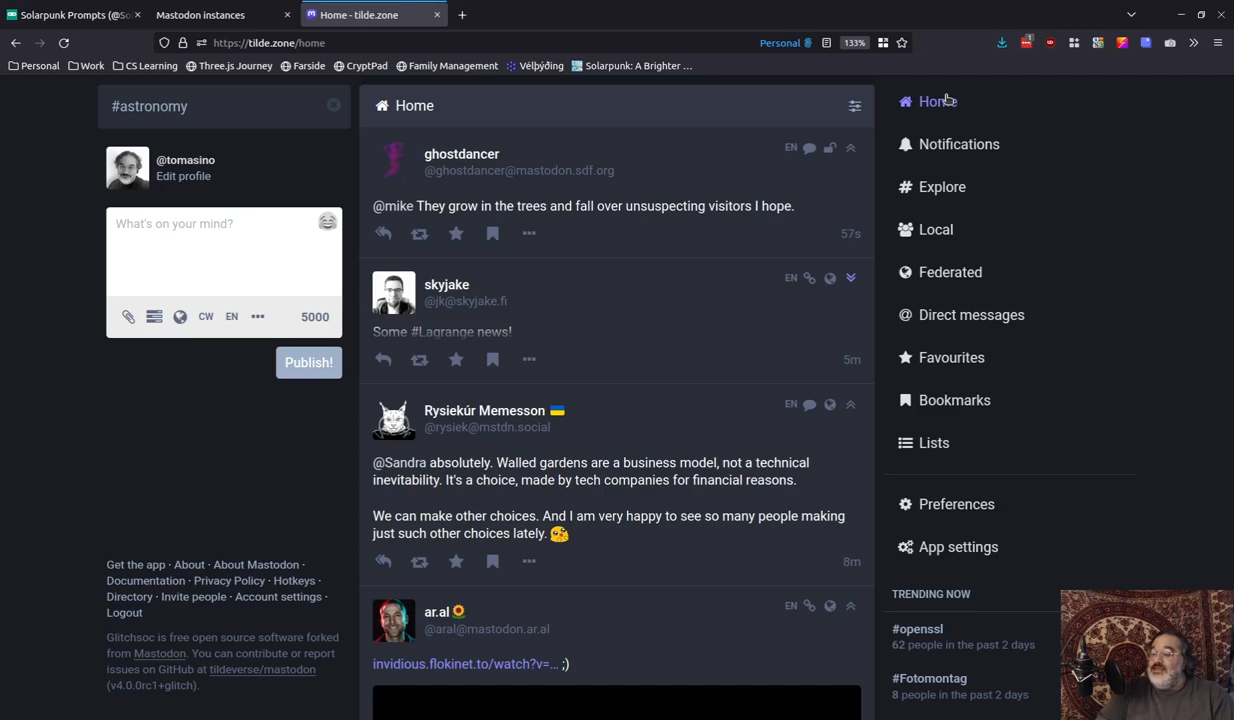 Solarpunk Prompts (@So
Mastodon instances
Home - tilde.zone
https://tilde.zone/home
Personal
133%
1
Personal
Work
CS Learning
Three.js Journey
Farside
CryptPad
Family Management
Vélþýðing
Solarpunk: A Brighter ...
#astronomy
@tomasino
Edit profile
What's on your mind?
CW
EN
5000
Publish!
Get the app · About · About Mastodon ·
Documentation · Privacy Policy · Hotkeys ·
Directory · Invite people · Account settings ·
Logout
Glitchsoc is free open source software forked
from Mastodon. You can contribute or report
issues on GitHub at tildeverse/mastodon
(v4.0.0rc1+glitch).
Home
ghostdancer
@ghostdancer@mastodon.sdf.org
EN
@mike They grow in the trees and fall over unsuspecting visitors I hope.
57s
skyjake
@jk@skyjake.fi
EN
Some #Lagrange news!
5m
Rysiekúr Memesson
@rysiek@mstdn.social
EN
@Sandra absolutely. Walled gardens are a business model, not a technical
inevitability. It's a choice, made by tech companies for financial reasons.
We can make other choices. And I am very happy to see so many people making
just such other choices lately.
8m
ar.al
@aral@mastodon.ar.al
EN
invidious.flokinet.to/watch?v=... ;)
Home
Notifications
Explore
Local
Federated
Direct messages
Favourites
Bookmarks
Lists
Preferences
App settings
TRENDING NOW
#openssl
62 people in the past 2 days
#Fotomontag
8 people in the past 2 days